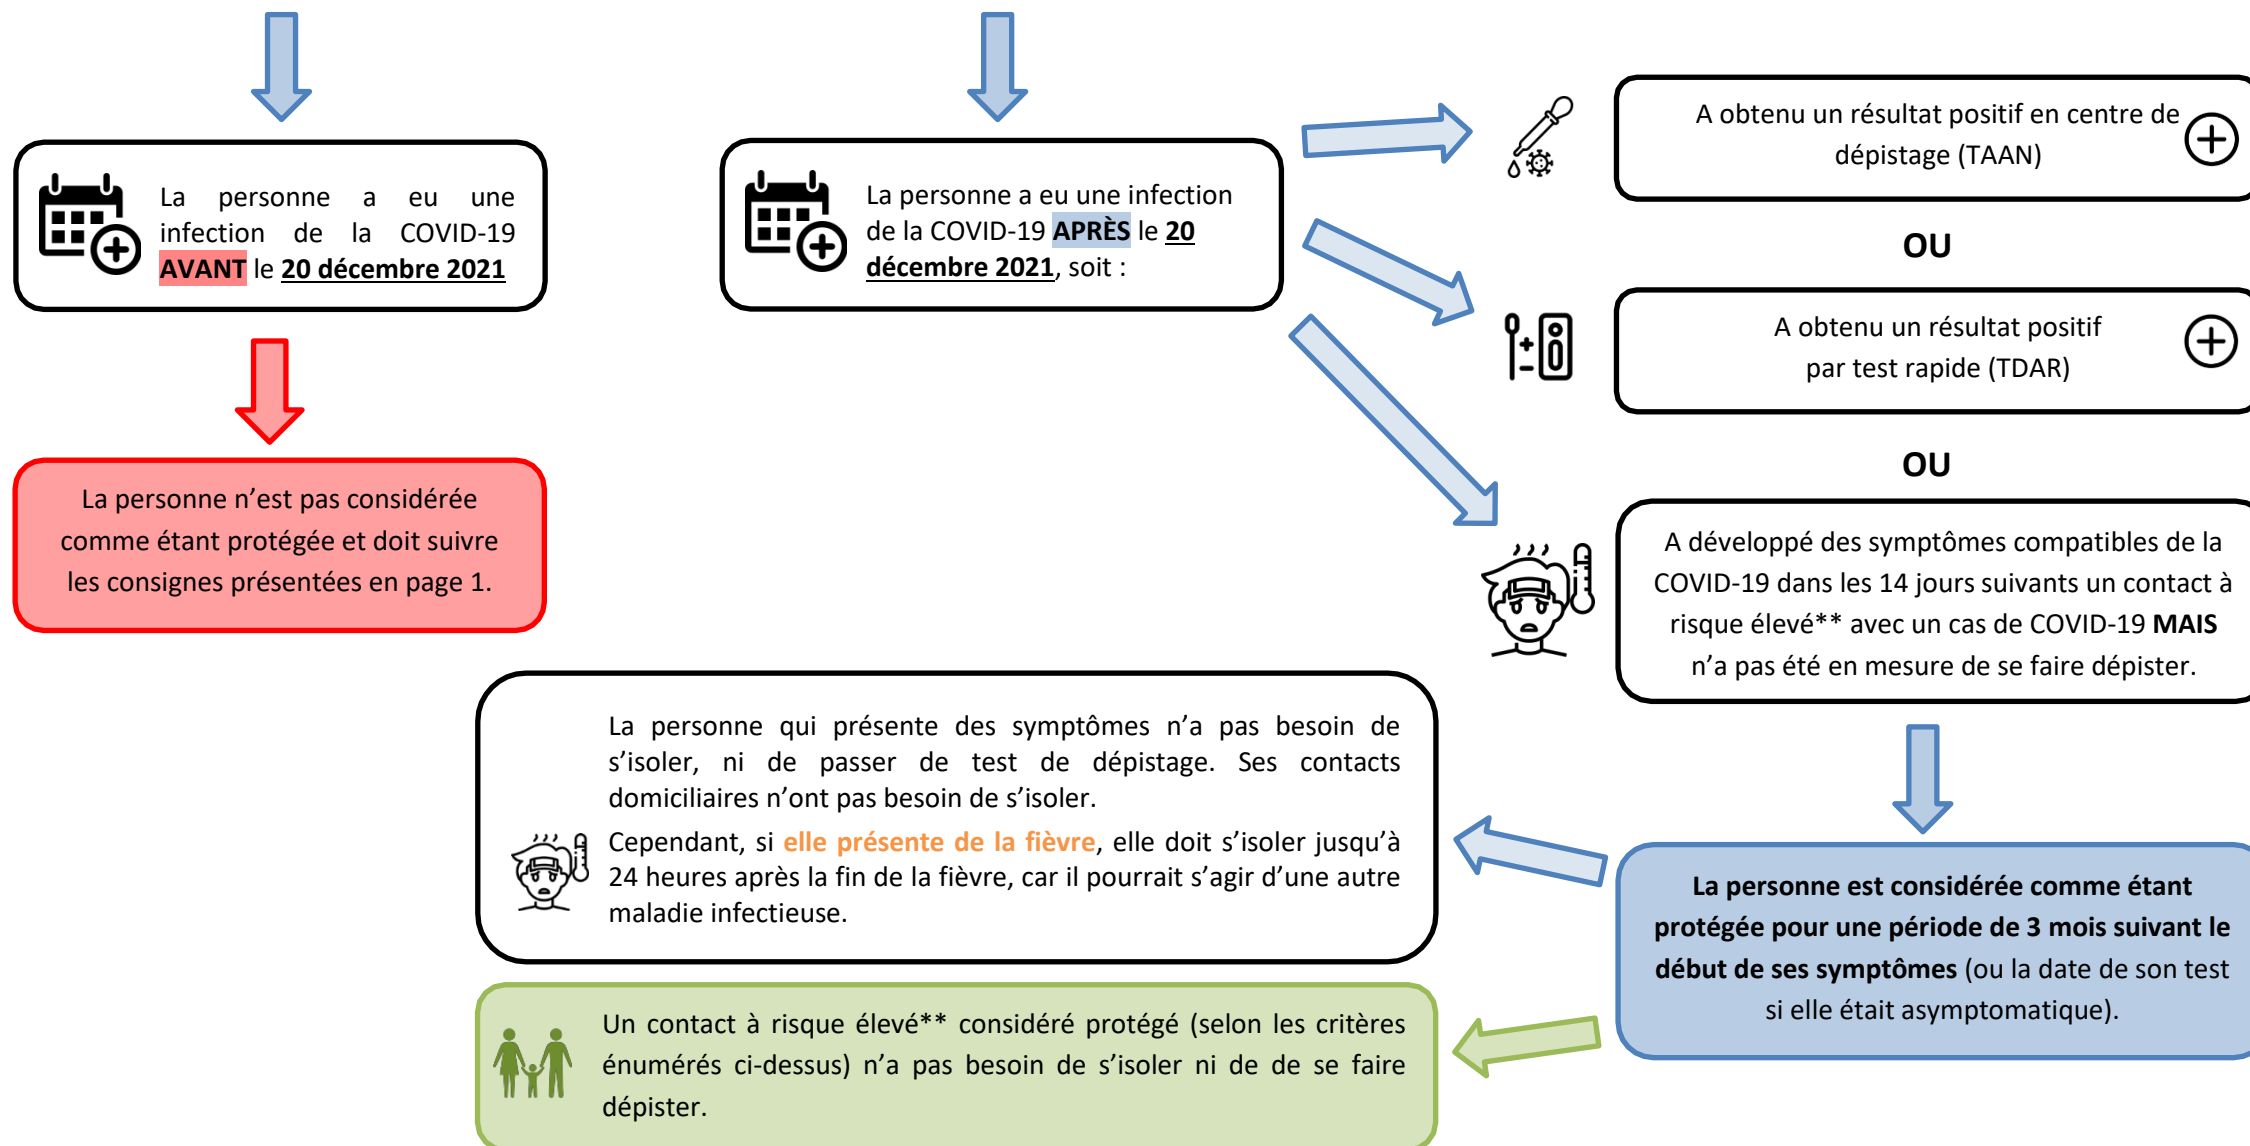 La personne a eu une
infection de la COVID-19
AVANT le 20 décembre 2021
La personne n’est pas considérée
comme étant protégée et doit suivre
les consignes présentées en page 1.
La personne a eu une infection
de la COVID-19 APRÈS le 20
décembre 2021, soit :
A obtenu un résultat positif en centre de
dépistage (TAAN)
OU
A obtenu un résultat positif
par test rapide (TDAR)
OU
A développé des symptômes compatibles de la
COVID-19 dans les 14 jours suivants un contact à
risque élevé** avec un cas de COVID-19 MAIS
n’a pas été en mesure de se faire dépister.
La personne est considérée comme étant
protégée pour une période de 3 mois suivant le
début de ses symptômes (ou la date de son test
si elle était asymptomatique).
La personne qui présente des symptômes n’a pas besoin de
s’isoler, ni de passer de test de dépistage. Ses contacts
domiciliaires n’ont pas besoin de s’isoler.
Cependant, si elle présente de la fièvre, elle doit s’isoler jusqu’à
24 heures après la fin de la fièvre, car il pourrait s’agir d’une autre
maladie infectieuse.
Un contact à risque élevé** considéré protégé (selon les critères
énumérés ci-dessus) n’a pas besoin de s’isoler ni de de se faire
dépister.